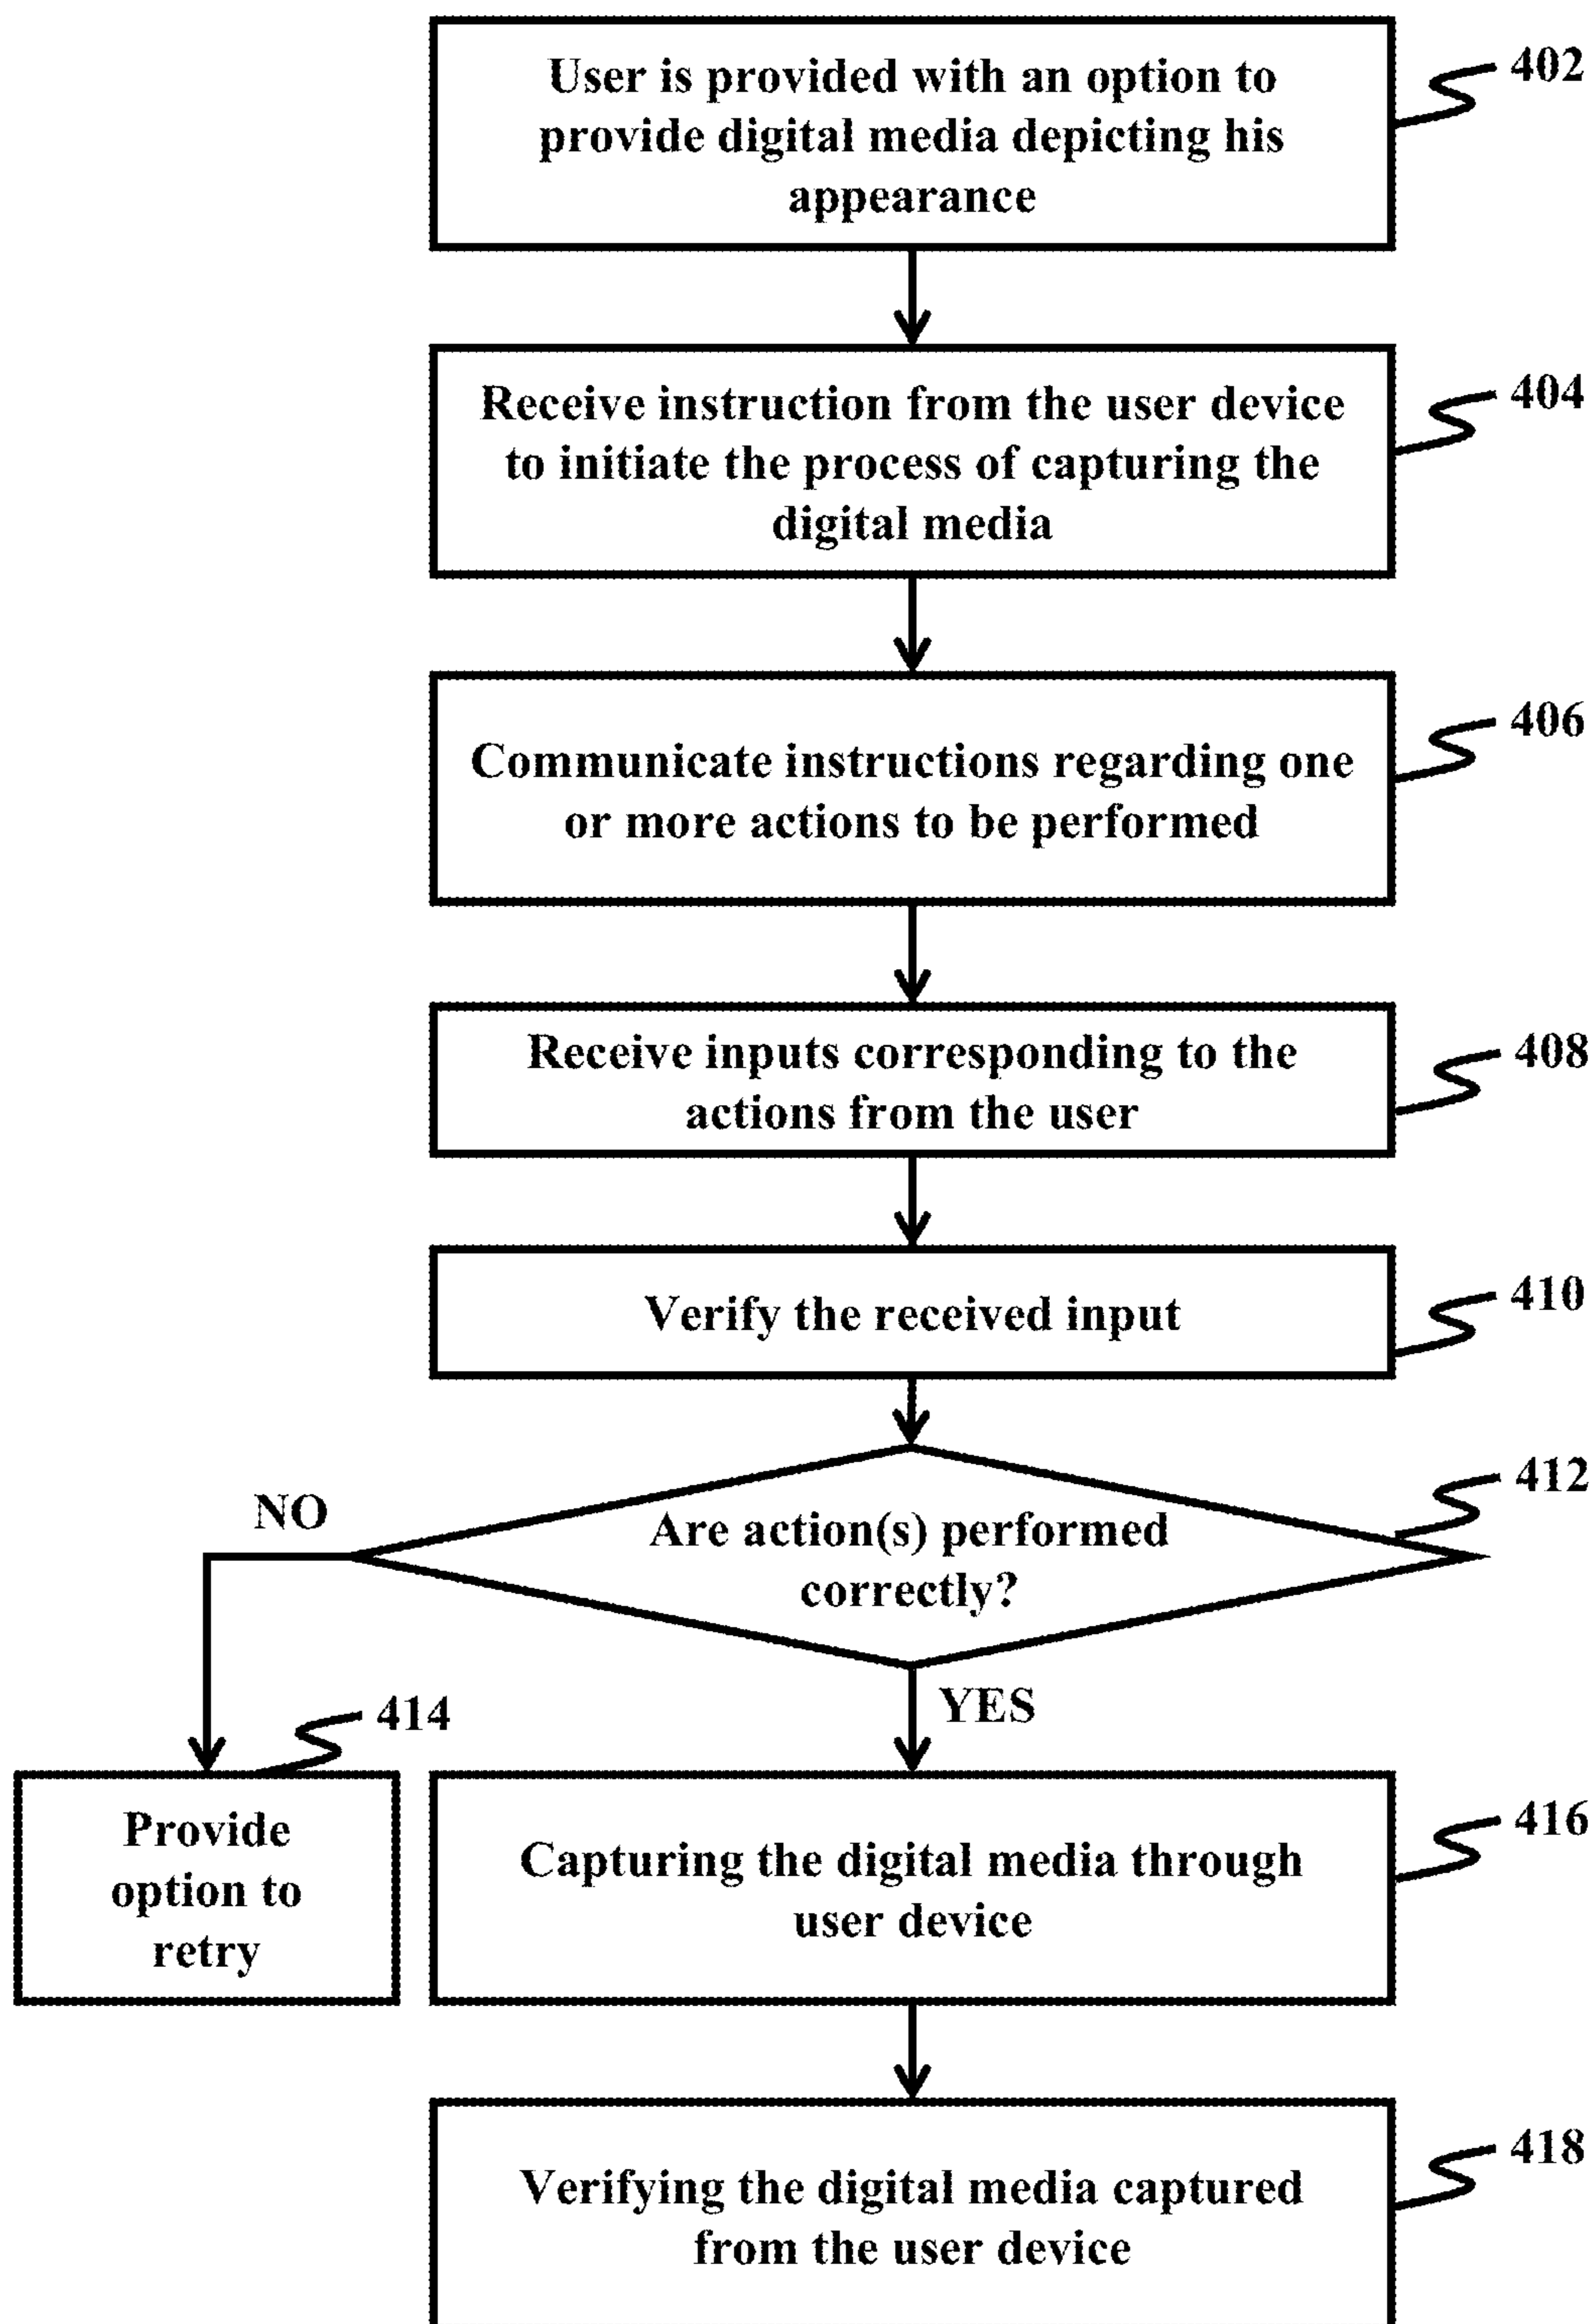 User is provided with an option to
provide digital media depicting his
appearance
402
Receive instruction from the user device
to initiate the process of capturing the
digital media
404
Communicate instructions regarding one
or more actions to be performed
406
Receive inputs corresponding to the
actions from the user
408
Verify the received input
410
Are action(s) performed
correctly?
412
NO
YES
414
Provide
option to
retry
Capturing the digital media through
user device
416
Verifying the digital media captured
from the user device
418